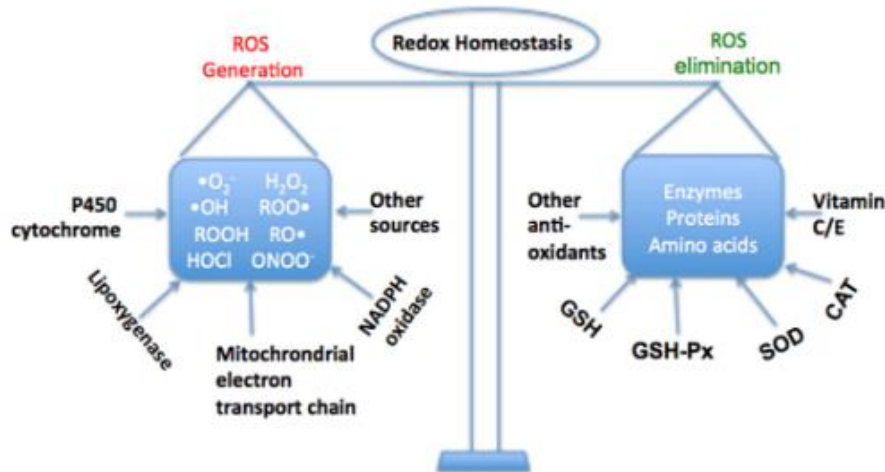 Redox Homeostasis
ROS
Generation
•O₂⁻ H₂O₂
•OH ROO•
ROOH RO•
HOCl ONOO⁻
P450
cytochrome
Other
sources
Lipoxygenase
Mitochrondrial
electron
transport chain
NADPH
oxidase
ROS
elimination
Enzymes
Proteins
Amino acids
Other
anti-
oxidants
Vitamin
C/E
GSH
GSH-Px
SOD
CAT